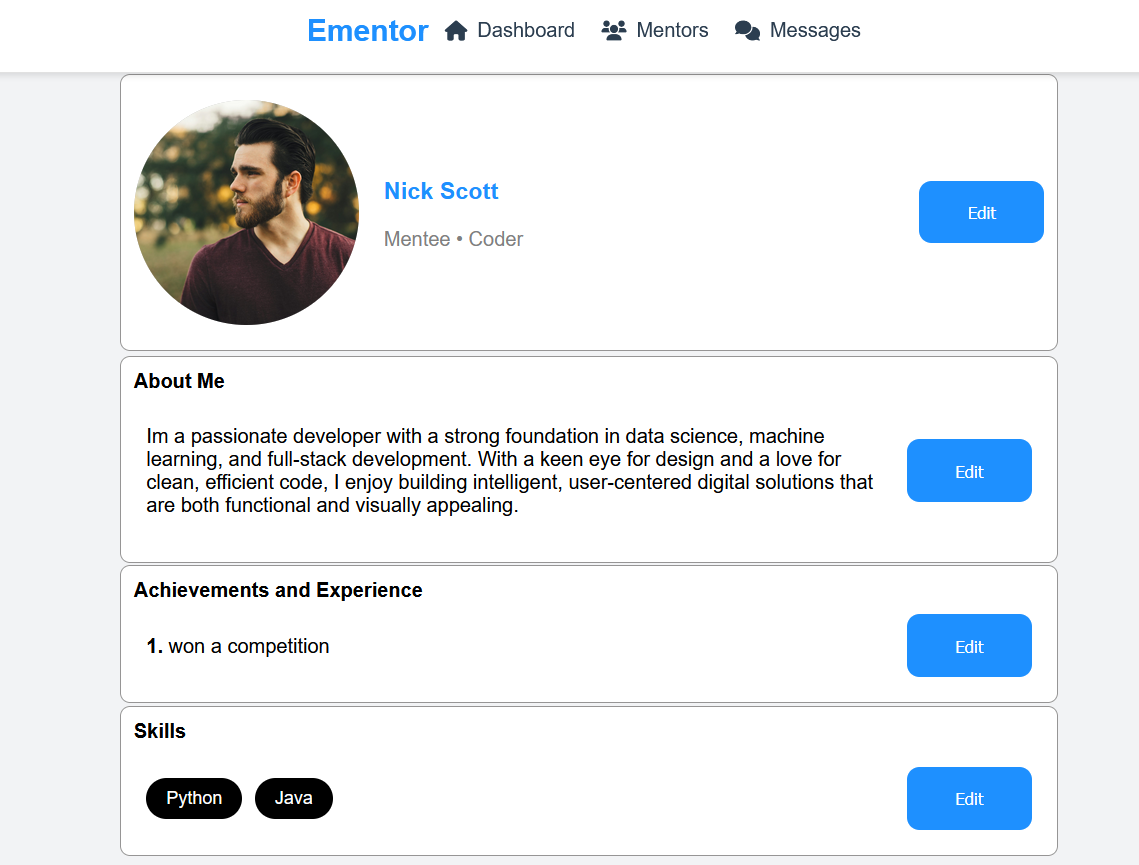 Ementor Dashboard Mentors Messages
Nick Scott
Edit
Mentee • Coder
About Me
Im a passionate developer with a strong foundation in data science, machine
learning, and full-stack development. With a keen eye for design and a love for
clean, efficient code, I enjoy building intelligent, user-centered digital solutions that
are both functional and visually appealing.
Edit
Achievements and Experience
1. won a competition
Edit
Skills
Python Java
Edit